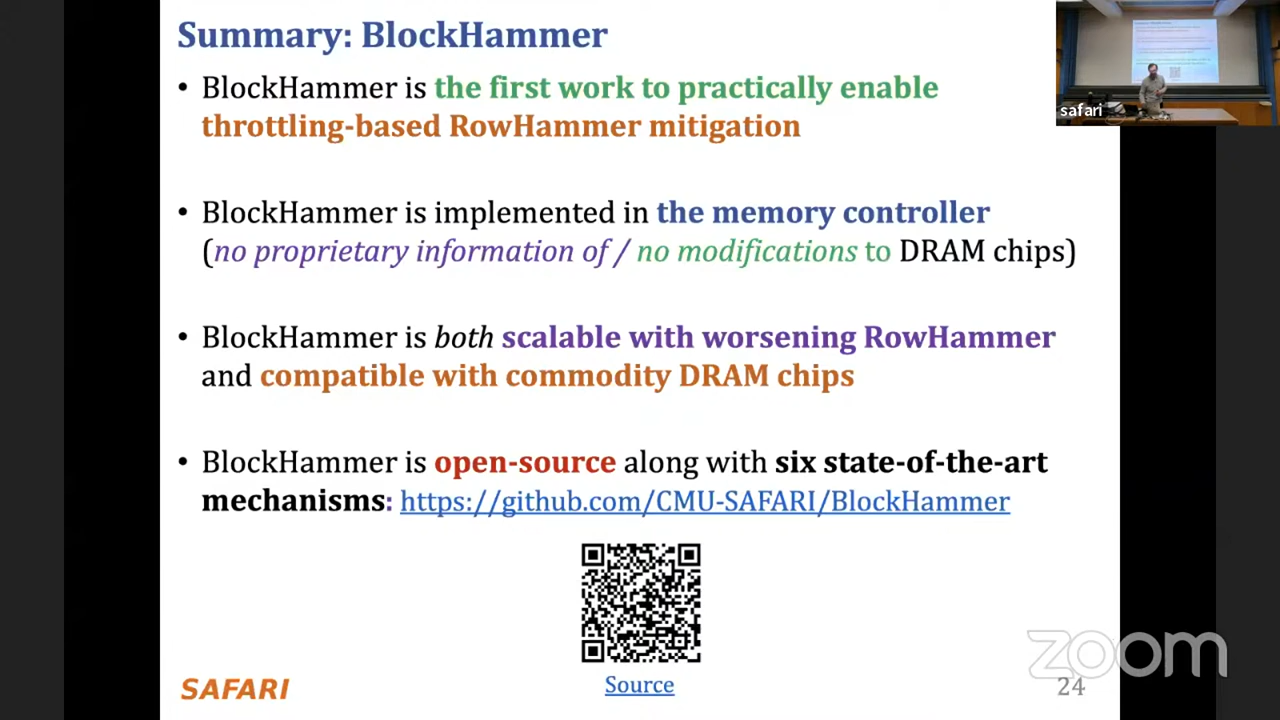 Summary: BlockHammer
• BlockHammer is the first work to practically enable
throttling-based RowHammer mitigation
• BlockHammer is implemented in the memory controller
(no proprietary information of / no modifications to DRAM chips)
• BlockHammer is both scalable with worsening RowHammer
and compatible with commodity DRAM chips
• BlockHammer is open-source along with six state-of-the-art
mechanisms: https://github.com/CMU-SAFARI/BlockHammer
Source
SAFARI
24
safari
zoom